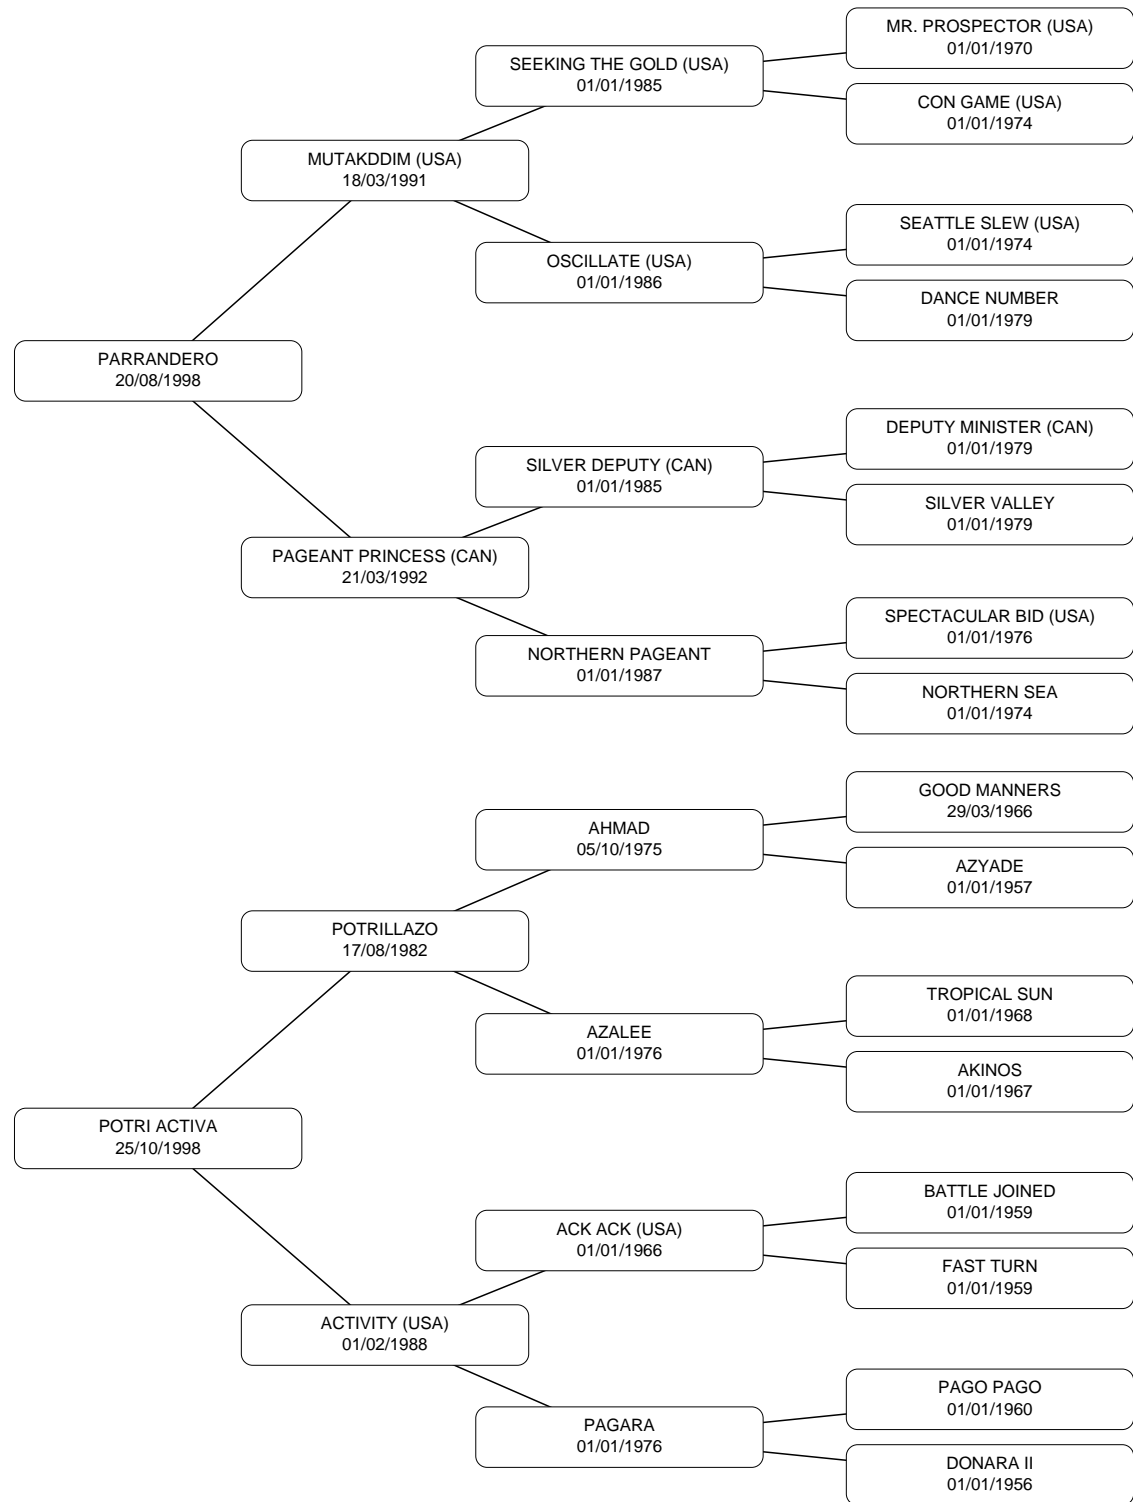 MR. PROSPECTOR (USA)
01/01/1970
SEEKING THE GOLD (USA)
01/01/1985
CON GAME (USA)
01/01/1974
MUTAKDDIM (USA)
18/03/1991
SEATTLE SLEW (USA)
01/01/1974
OSCILLATE (USA)
01/01/1986
DANCE NUMBER
01/01/1979
PARRANDERO
20/08/1998
DEPUTY MINISTER (CAN)
01/01/1979
SILVER DEPUTY (CAN)
01/01/1985
SILVER VALLEY
01/01/1979
PAGEANT PRINCESS (CAN)
21/03/1992
SPECTACULAR BID (USA)
01/01/1976
NORTHERN PAGEANT
01/01/1987
NORTHERN SEA
01/01/1974
GOOD MANNERS
29/03/1966
AHMAD
05/10/1975
AZYADE
01/01/1957
POTRILLAZO
17/08/1982
TROPICAL SUN
01/01/1968
AZALEE
01/01/1976
AKINOS
01/01/1967
POTRI ACTIVA
25/10/1998
BATTLE JOINED
01/01/1959
ACK ACK (USA)
01/01/1966
FAST TURN
01/01/1959
ACTIVITY (USA)
01/02/1988
PAGO PAGO
01/01/1960
PAGARA
01/01/1976
DONARA II
01/01/1956